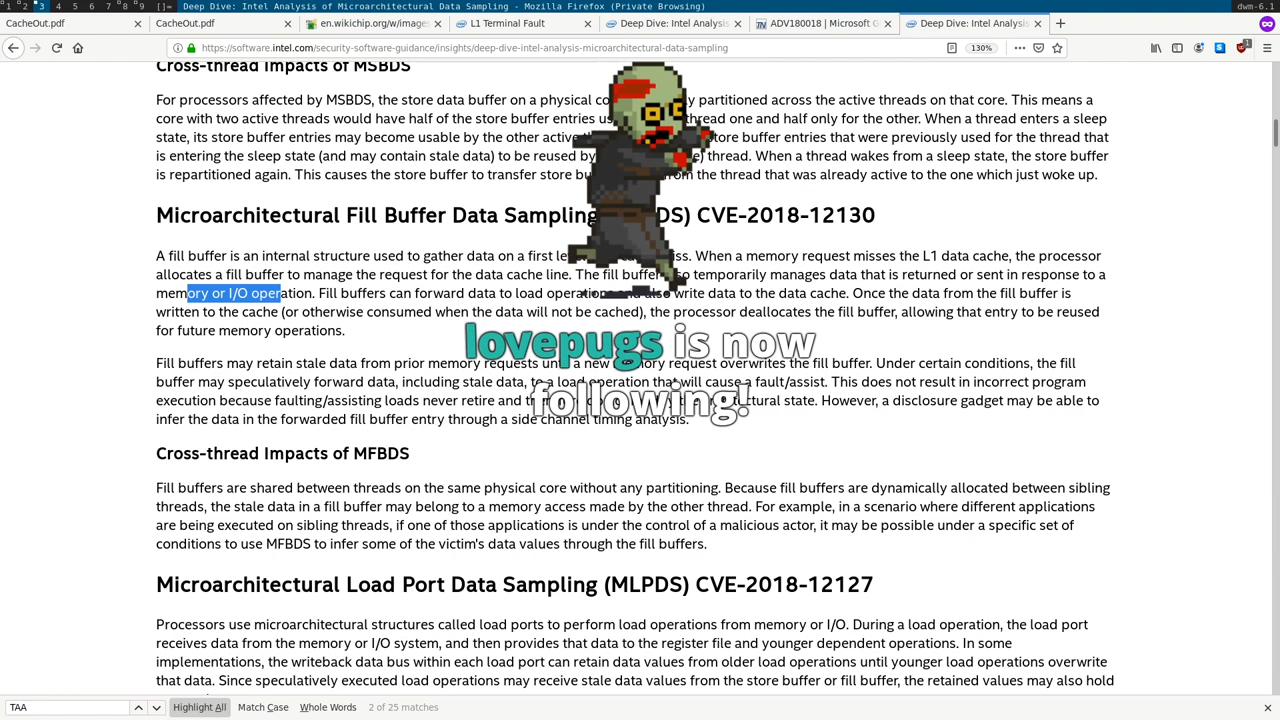 1 2 3 4 5 6 7 8 9 []= Deep Dive: Intel Analysis of Microarchitectural Data Sampling - Mozilla Firefox (Private Browsing) dwm-6.1
CacheOut.pdf CacheOut.pdf en.wikichip.org/w/images L1 Terminal Fault Deep Dive: Intel Analysis ADV180018 | Microsoft G Deep Dive: Intel Analysis
https://software.intel.com/security-software-guidance/insights/deep-dive-intel-analysis-microarchitectural-data-sampling 130% 1
Cross-thread Impacts of MSBDS
For processors affected by MSBDS, the store data buffer on a physical partitioned across the active threads on that core. This means a
core with two active threads would have half of the store buffer entries thread one and half only for the other. When a thread enters a sleep
state, its store buffer entries may become usable by the other active store buffer entries that were previously used for the thread that
is entering the sleep state (and may contain stale data) to be reused by thread. When a thread wakes from a sleep state, the store buffer
is repartitioned again. This causes the store buffer to transfer store from the thread that was already active to the one which just woke up.
Microarchitectural Fill Buffer Data Sampling CVE-2018-12130
A fill buffer is an internal structure used to gather data on a first When a memory request misses the L1 data cache, the processor
allocates a fill buffer to manage the request for the data cache line. The fill buffer temporarily manages data that is returned or sent in response to a
memory or I/O operation. Fill buffers can forward data to load operations and also write data to the data cache. Once the data from the fill buffer is
written to the cache (or otherwise consumed when the data will not be cached), the processor deallocates the fill buffer, allowing that entry to be reused
for future memory operations.
lovepugs is now
following!
Fill buffers may retain stale data from prior memory requests until a new memory request overwrites the fill buffer. Under certain conditions, the fill
buffer may speculatively forward data, including stale data, to a load operation that will cause a fault/assist. This does not result in incorrect program
execution because faulting/assisting loads never retire and state. However, a disclosure gadget may be able to
infer the data in the forwarded fill buffer entry through a side channel timing analysis.
Cross-thread Impacts of MFBDS
Fill buffers are shared between threads on the same physical core without any partitioning. Because fill buffers are dynamically allocated between sibling
threads, the stale data in a fill buffer may belong to a memory access made by the other thread. For example, in a scenario where different applications
are being executed on sibling threads, if one of those applications is under the control of a malicious actor, it may be possible under a specific set of
conditions to use MFBDS to infer some of the victim's data values through the fill buffers.
Microarchitectural Load Port Data Sampling (MLPDS) CVE-2018-12127
Processors use microarchitectural structures called load ports to perform load operations from memory or I/O. During a load operation, the load port
receives data from the memory or I/O system, and then provides that data to the register file and younger dependent operations. In some
implementations, the writeback data bus within each load port can retain data values from older load operations until younger load operations overwrite
that data. Since speculatively executed load operations may receive stale data values from the store buffer or fill buffer, the retained values may also hold
TAA Highlight All Match Case Whole Words 2 of 25 matches